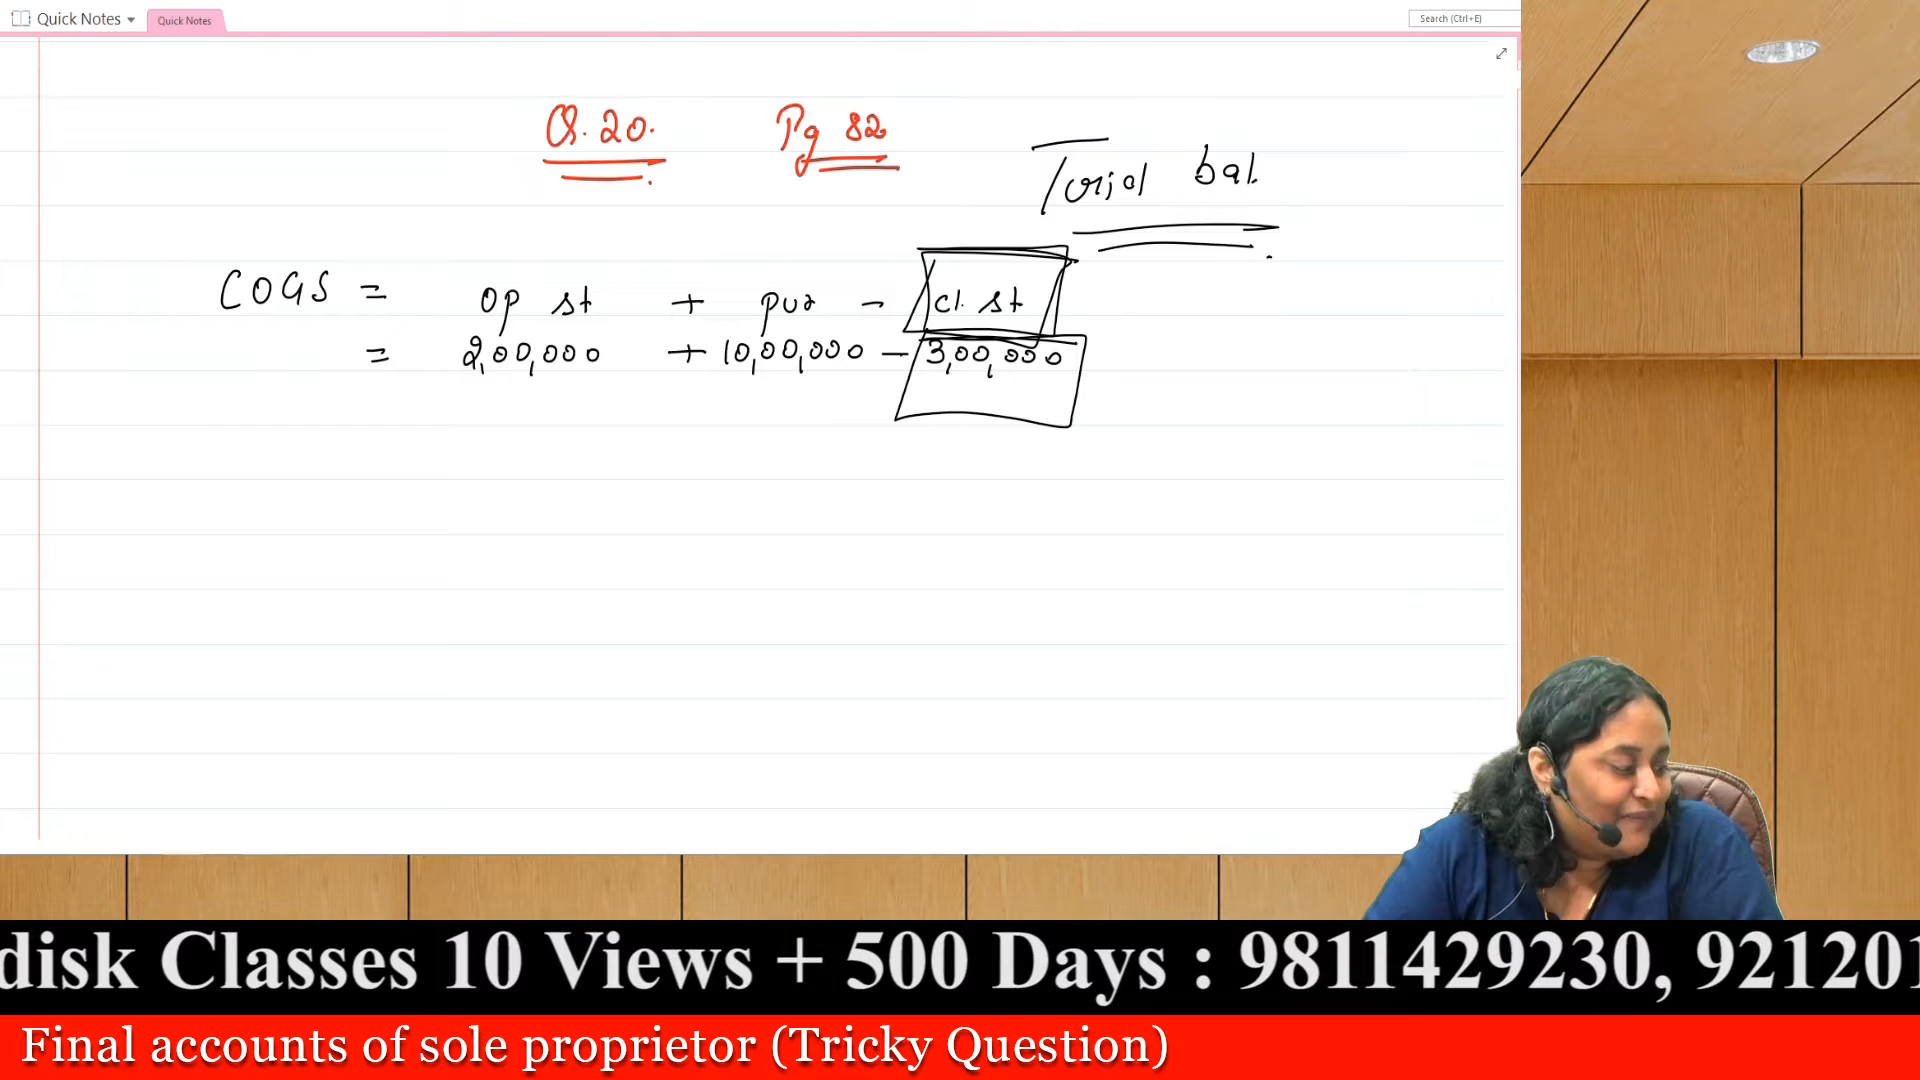 Quick Notes
Quick Notes
Search (Ctrl+E)
Q. 20. Pg 82
Trial bal.
COGS = Op st + pur - cl. st
= 2,00,000 + 10,00,000 - 3,00,000
disk Classes 10 Views + 500 Days : 9811429230, 921201
Final accounts of sole proprietor (Tricky Question)